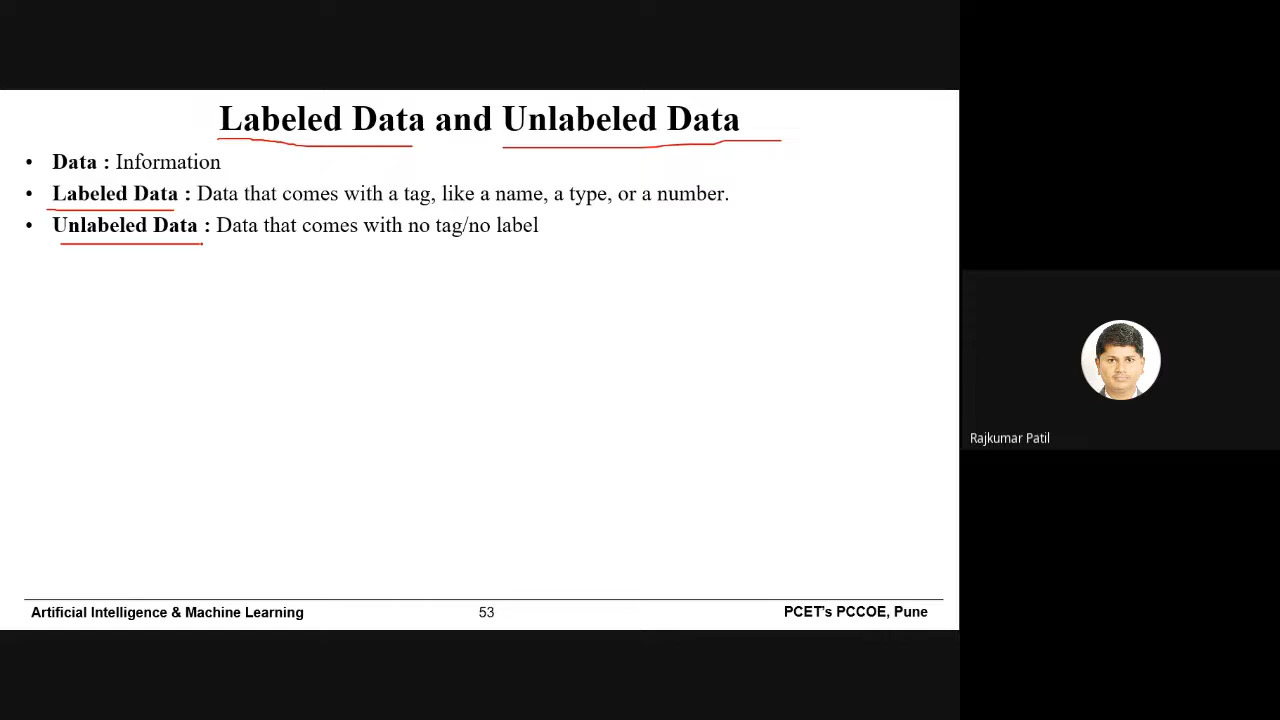 Labeled Data and Unlabeled Data
• Data : Information
• Labeled Data : Data that comes with a tag, like a name, a type, or a number.
• Unlabeled Data : Data that comes with no tag/no label
Rajkumar Patil
Artificial Intelligence & Machine Learning 53 PCET's PCCOE, Pune